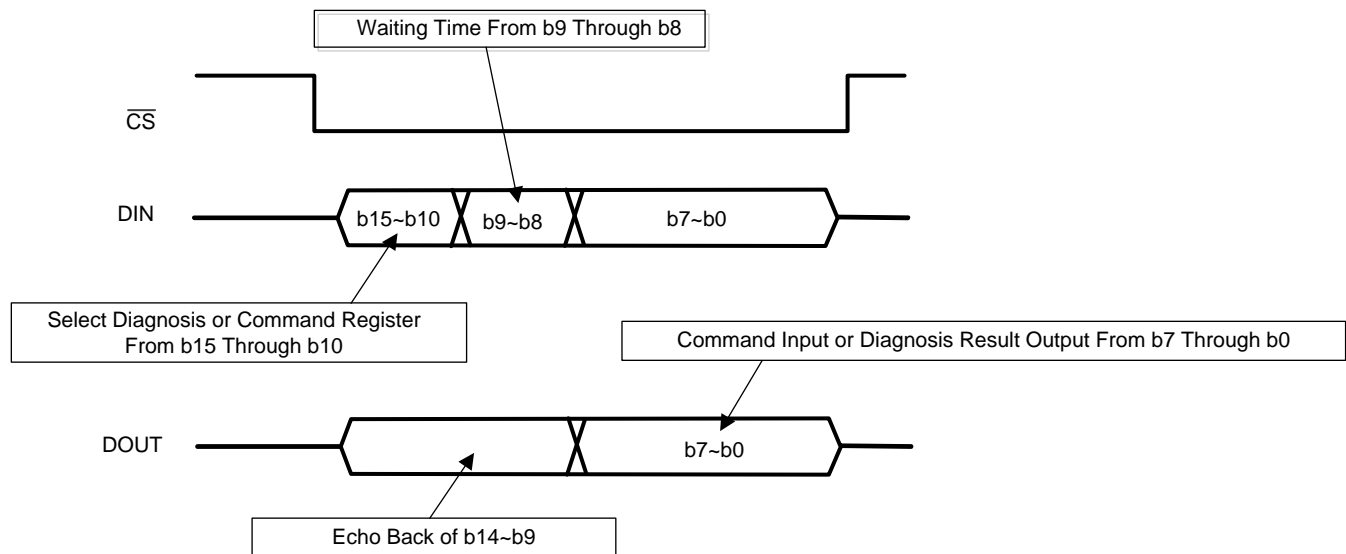 Waiting Time From b9 Through b8
CS
DIN
b15~b10
b9~b8
b7~b0
Select Diagnosis or Command Register
From b15 Through b10
Command Input or Diagnosis Result Output From b7 Through b0
DOUT
b7~b0
Echo Back of b14~b9